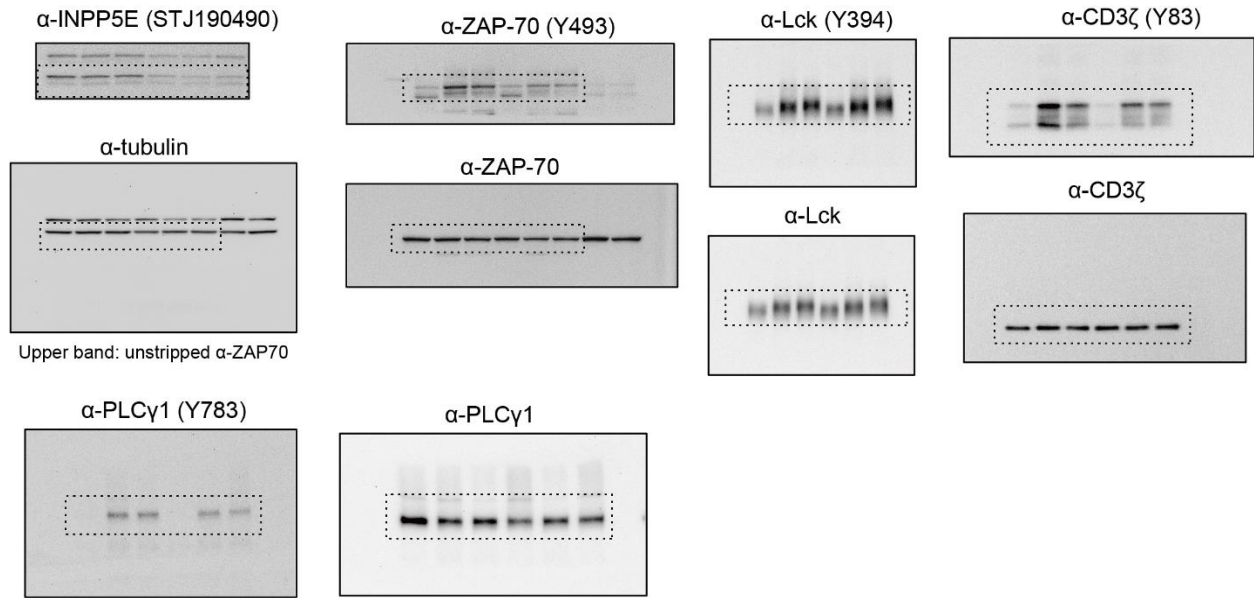 α-INPP5E (STJ190490)
α-ZAP-70 (Y493)
α-Lck (Y394)
α-CD3ζ (Y83)
α-tubulin
α-ZAP-70
α-Lck
α-CD3ζ
Upper band: unstripped α-ZAP70
α-PLCγ1 (Y783)
α-PLCγ1